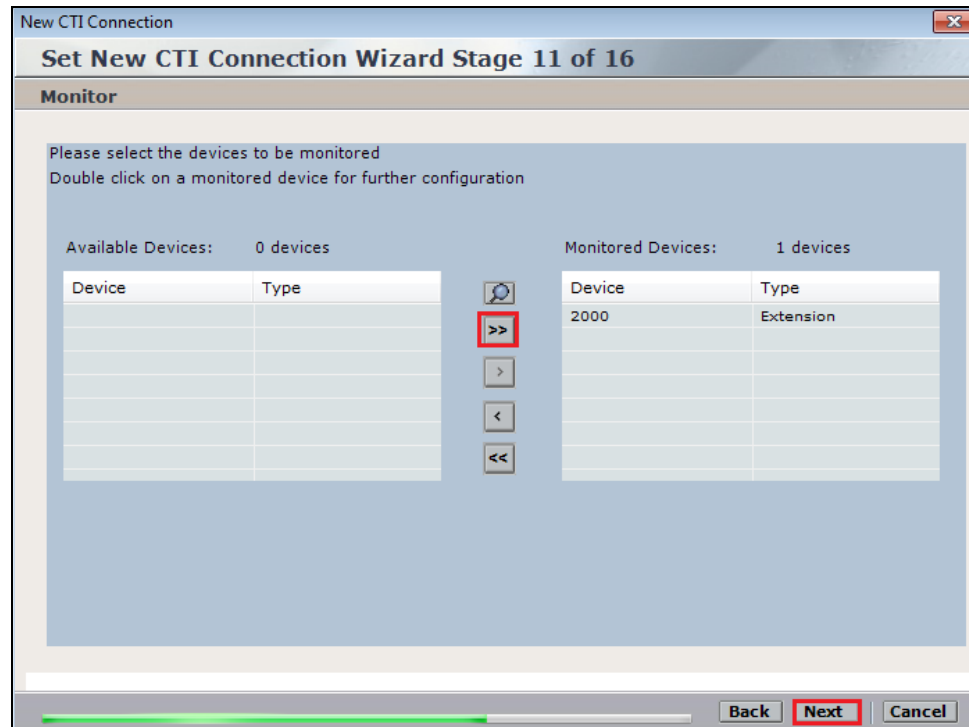 New CTI Connection
Set New CTI Connection Wizard Stage 11 of 16
Monitor
Please select the devices to be monitored
Double click on a monitored device for further configuration
Available Devices: 0 devices
Monitored Devices: 1 devices
Device Type
Device Type
2000 Extension
>>
>
<
<<
Back Next Cancel